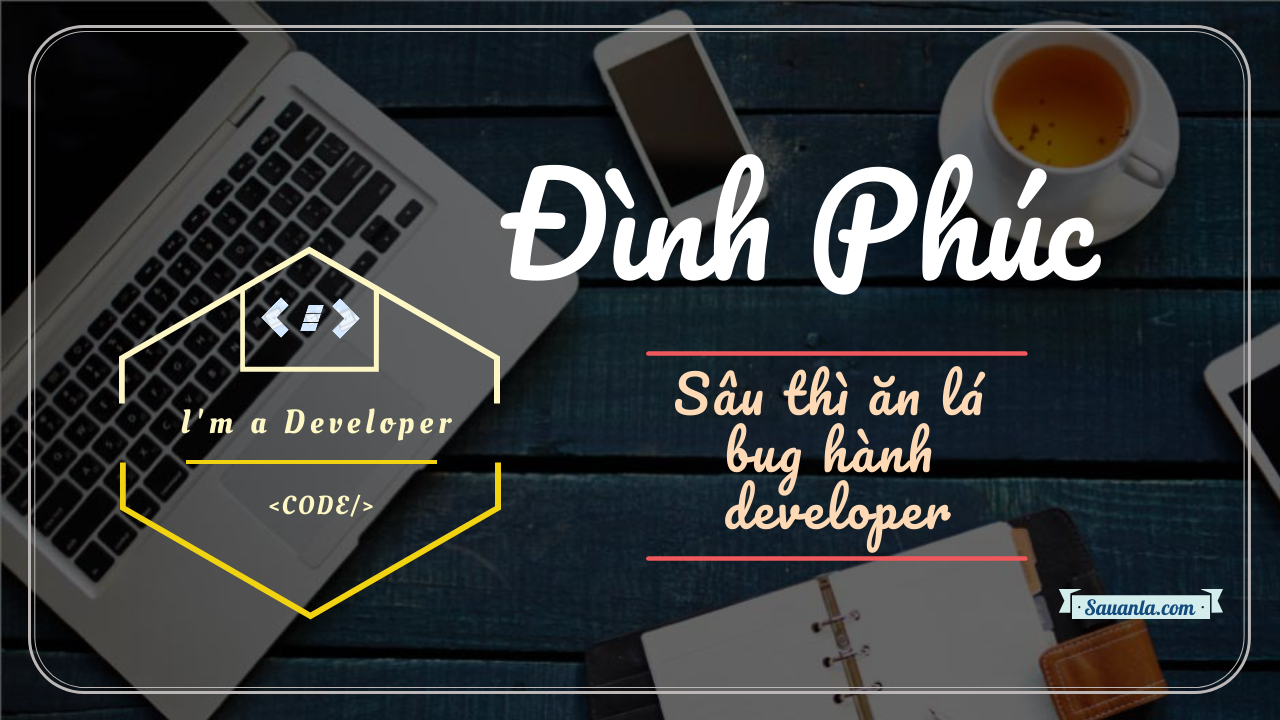 Đình Phúc
</#>
I'm a Developer
<CODE/>
Sâu thì ăn lá
bug hành
developer
Sauanla.com